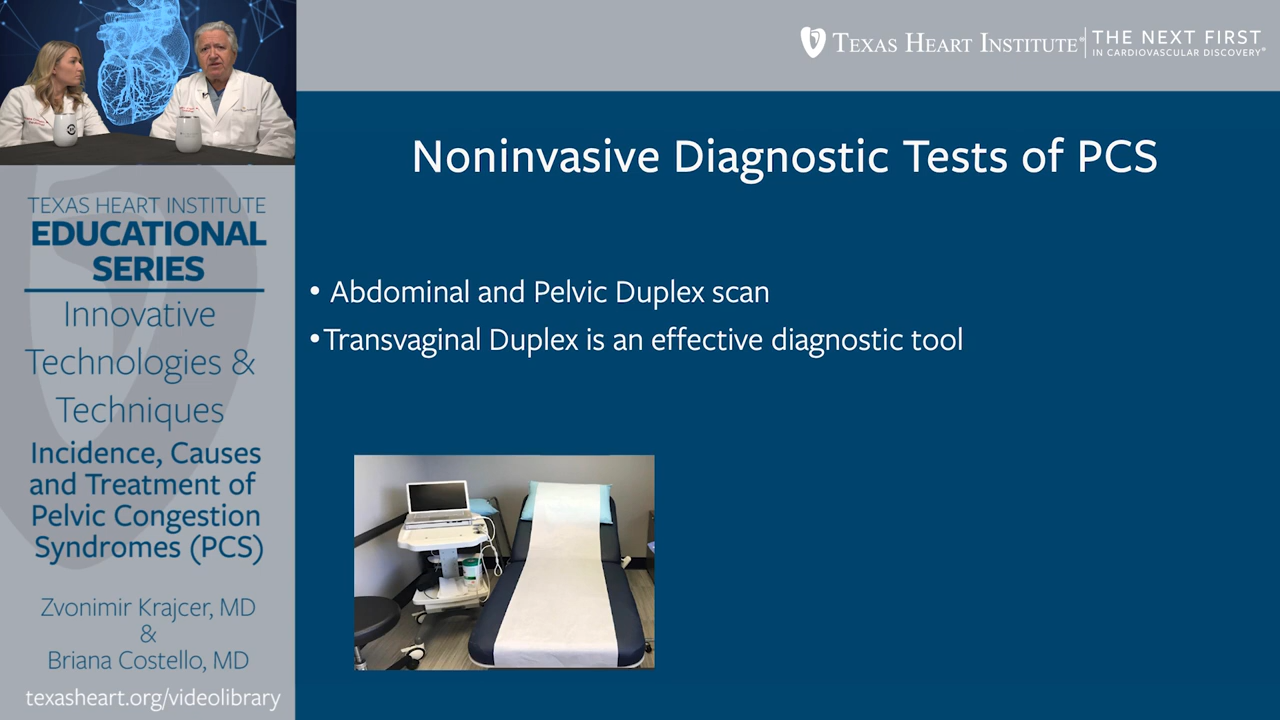 TEXAS HEART INSTITUTE® THE NEXT FIRST
IN CARDIOVASCULAR DISCOVERY®
Noninvasive Diagnostic Tests of PCS
• Abdominal and Pelvic Duplex scan
•Transvaginal Duplex is an effective diagnostic tool
TEXAS HEART INSTITUTE
EDUCATIONAL
SERIES
Innovative
Technologies &
Techniques
Incidence, Causes
and Treatment of
Pelvic Congestion
Syndromes (PCS)
Zvonimir Krajcer, MD
&
Briana Costello, MD
texasheart.org/videolibrary